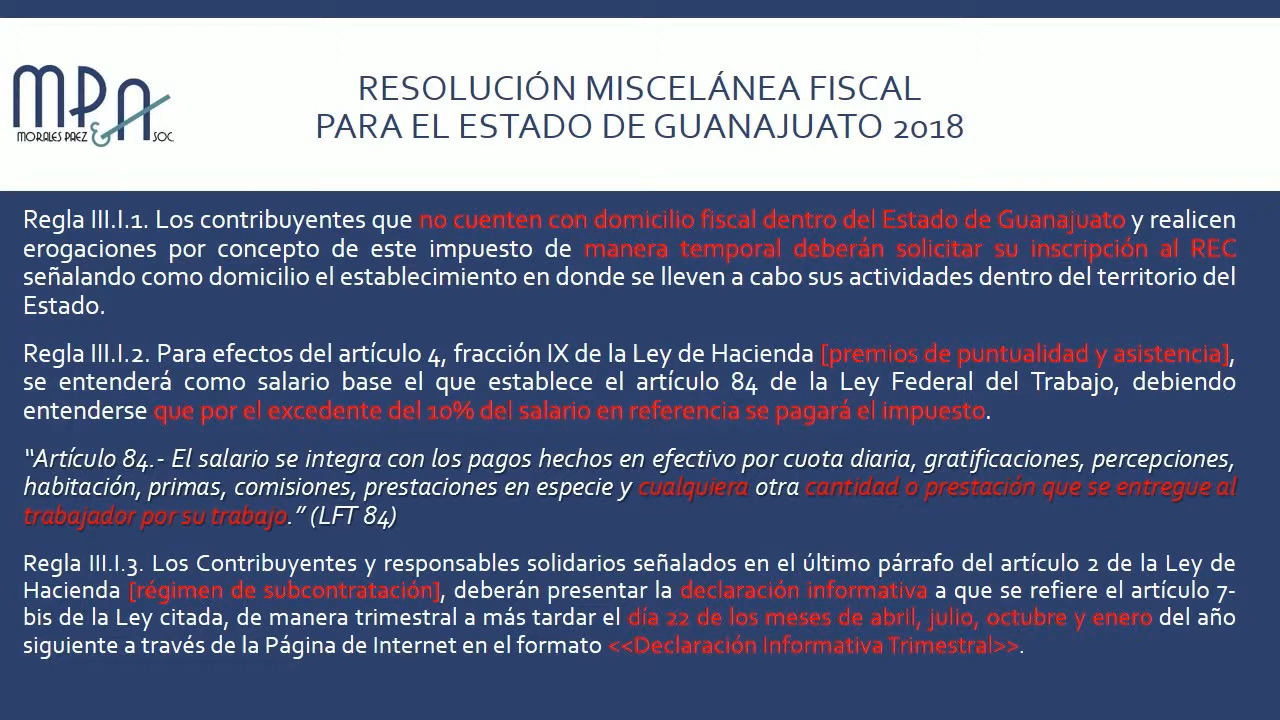 MPA
MORALES PAEZ & SOC.
RESOLUCIÓN MISCELÁNEA FISCAL
PARA EL ESTADO DE GUANAJUATO 2018
Regla III.I.1. Los contribuyentes que no cuenten con domicilio fiscal dentro del Estado de Guanajuato y realicen
erogaciones por concepto de este impuesto de manera temporal deberán solicitar su inscripción al REC
señalando como domicilio el establecimiento en donde se lleven a cabo sus actividades dentro del territorio del
Estado.
Regla III.I.2. Para efectos del artículo 4, fracción IX de la Ley de Hacienda [premios de puntualidad y asistencia],
se entenderá como salario base el que establece el artículo 84 de la Ley Federal del Trabajo, debiendo
entenderse que por el excedente del 10% del salario en referencia se pagará el impuesto.
“Artículo 84.- El salario se integra con los pagos hechos en efectivo por cuota diaria, gratificaciones, percepciones,
habitación, primas, comisiones, prestaciones en especie y cualquiera otra cantidad o prestación que se entregue al
trabajador por su trabajo.” (LFT 84)
Regla III.I.3. Los Contribuyentes y responsables solidarios señalados en el último párrafo del artículo 2 de la Ley de
Hacienda [régimen de subcontratación], deberán presentar la declaración informativa a que se refiere el artículo 7-
bis de la Ley citada, de manera trimestral a más tardar el día 22 de los meses de abril, julio, octubre y enero del año
siguiente a través de la Página de Internet en el formato <<Declaración Informativa Trimestral>>.